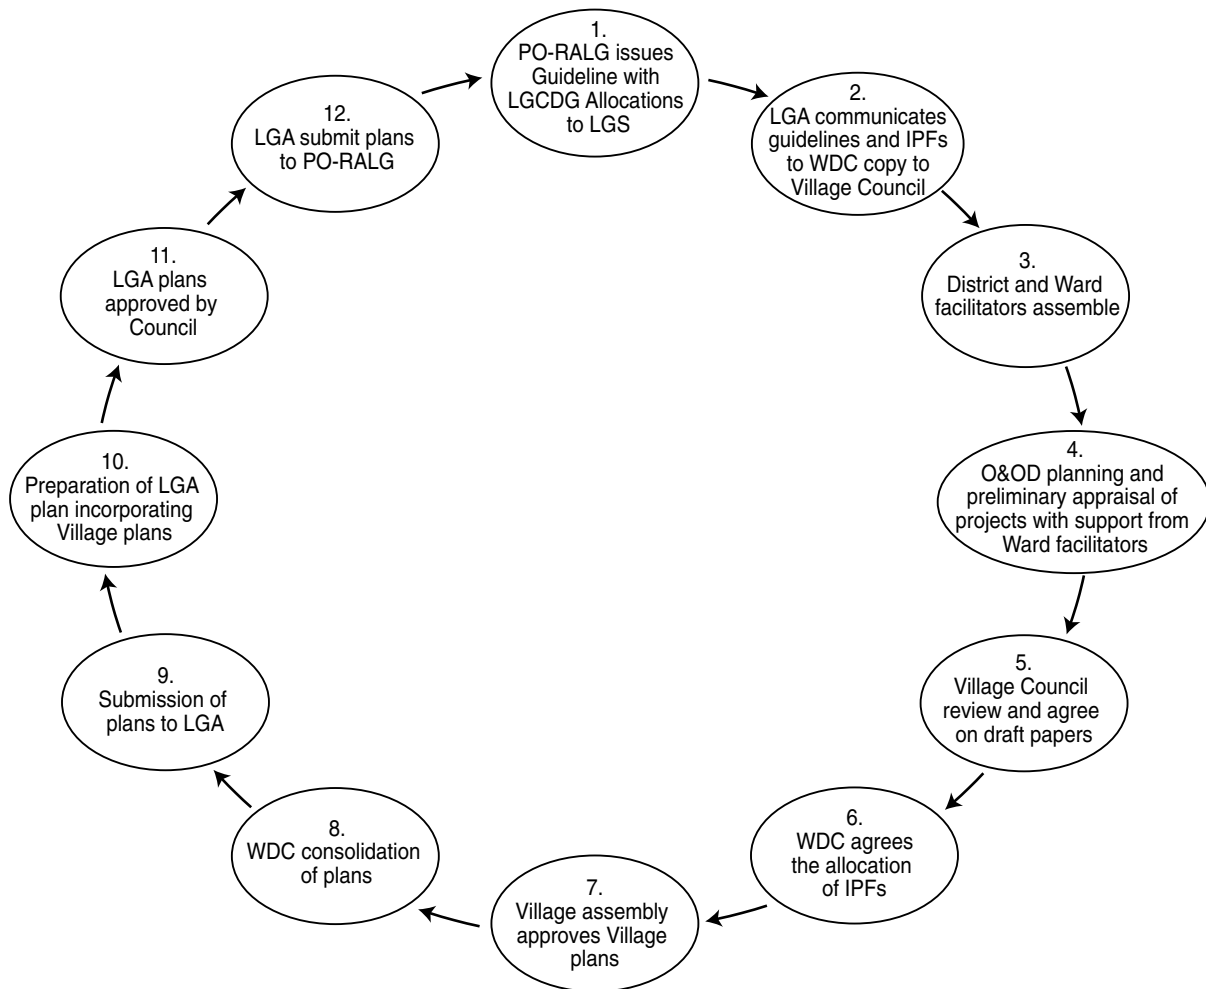 1.
PO-RALG issues
Guideline with
LGCDG Allocations
to LGS
2.
LGA communicates
guidelines and IPFs
to WDC copy to
Village Council
3.
District and Ward
facilitators assemble
4.
O&OD planning and
preliminary appraisal of
projects with support from
Ward facilitators
5.
Village Council
review and agree
on draft papers
6.
WDC agrees
the allocation
of IPFs
7.
Village assembly
approves Village
plans
8.
WDC consolidation
of plans
9.
Submission of
plans to LGA
10.
Preparation of LGA
plan incorporating
Village plans
11.
LGA plans
approved by
Council
12.
LGA submit plans
to PO-RALG